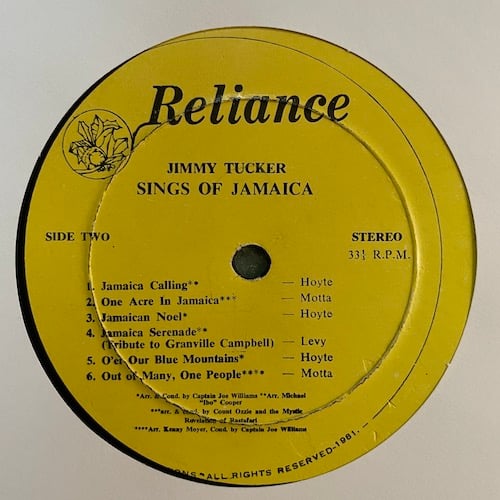 Reliance
JIMMY TUCKER
SINGS OF JAMAICA
SIDE TWO
STEREO
33⅓ R.P.M.
1. Jamaica Calling** — Hoyte
2. One Acre In Jamaica*** — Motta
3. Jamaican Noel* — Hoyte
4. Jamaica Serenade**
(Tribute to Granville Campbell) — Levy
5. O'er Our Blue Mountains* — Hoyte
6. Out of Many, One People**** — Motta
*Arr. & Cond. by Captain Joe Williams **Arr. Michael
"Ibo" Cooper
***arr. & cond. by Count Ozzie and the Mystic
Revelation of Rastafari
****Arr. Kenny Moyer, Cond. by Captain Joe Williams
ALL RIGHTS RESERVED-1981.